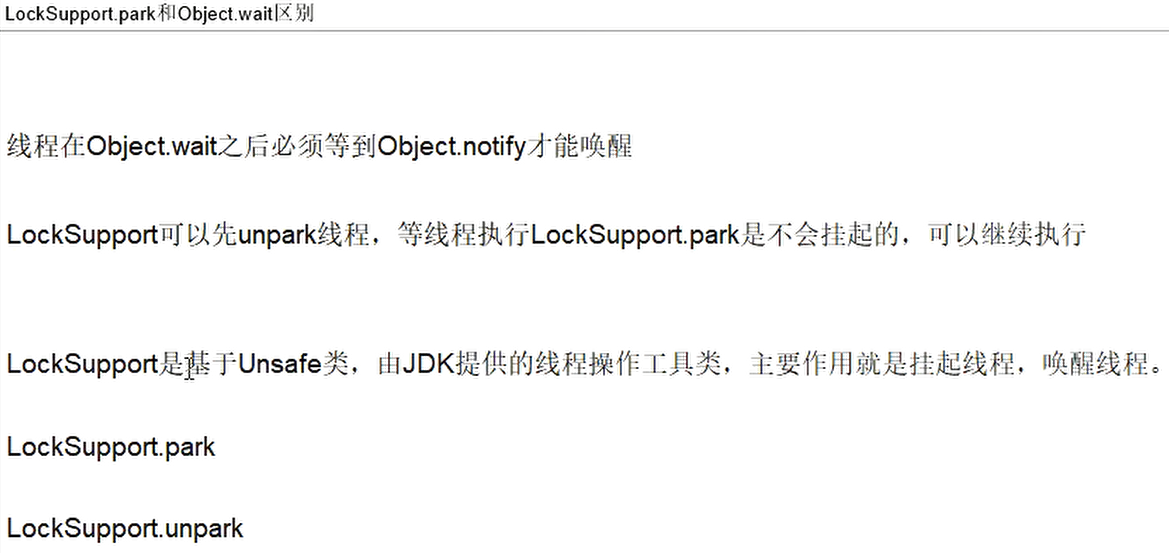 LockSupport.park和Object.wait区别
线程在Object.wait之后必须等到Object.notify才能唤醒
LockSupport可以先unpark线程，等线程执行LockSupport.park是不会挂起的，可以继续执行
LockSupport是基于Unsafe类，由JDK提供的线程操作工具类，主要作用就是挂起线程，唤醒线程。
LockSupport.park
LockSupport.unpark